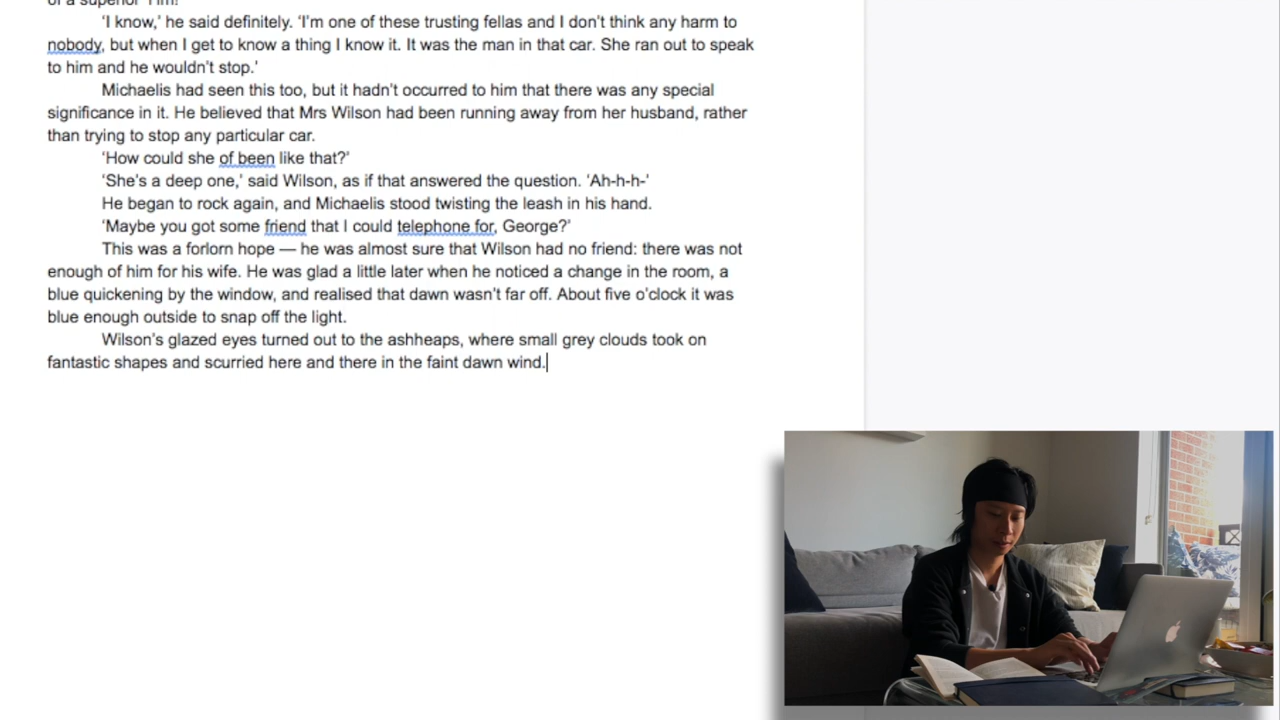 of a superior 'Hm!'
'I know,' he said definitely. 'I'm one of these trusting fellas and I don't think any harm to
nobody, but when I get to know a thing I know it. It was the man in that car. She ran out to speak
to him and he wouldn't stop.'
Michaelis had seen this too, but it hadn't occurred to him that there was any special
significance in it. He believed that Mrs Wilson had been running away from her husband, rather
than trying to stop any particular car.
'How could she of been like that?'
'She's a deep one,' said Wilson, as if that answered the question. 'Ah-h-h-'
He began to rock again, and Michaelis stood twisting the leash in his hand.
'Maybe you got some friend that I could telephone for, George?'
This was a forlorn hope — he was almost sure that Wilson had no friend: there was not
enough of him for his wife. He was glad a little later when he noticed a change in the room, a
blue quickening by the window, and realised that dawn wasn't far off. About five o'clock it was
blue enough outside to snap off the light.
Wilson's glazed eyes turned out to the ashheaps, where small grey clouds took on
fantastic shapes and scurried here and there in the faint dawn wind.